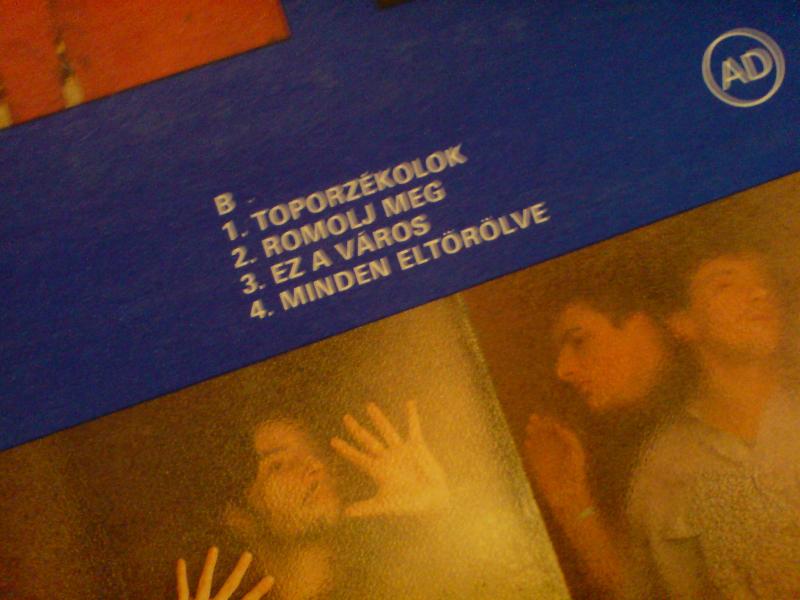 AD
B
1. TOPORZÉKOLOK
2. ROMOLJ MEG
3. EZ A VÁROS
4. MINDEN ELTÖRÖLVE